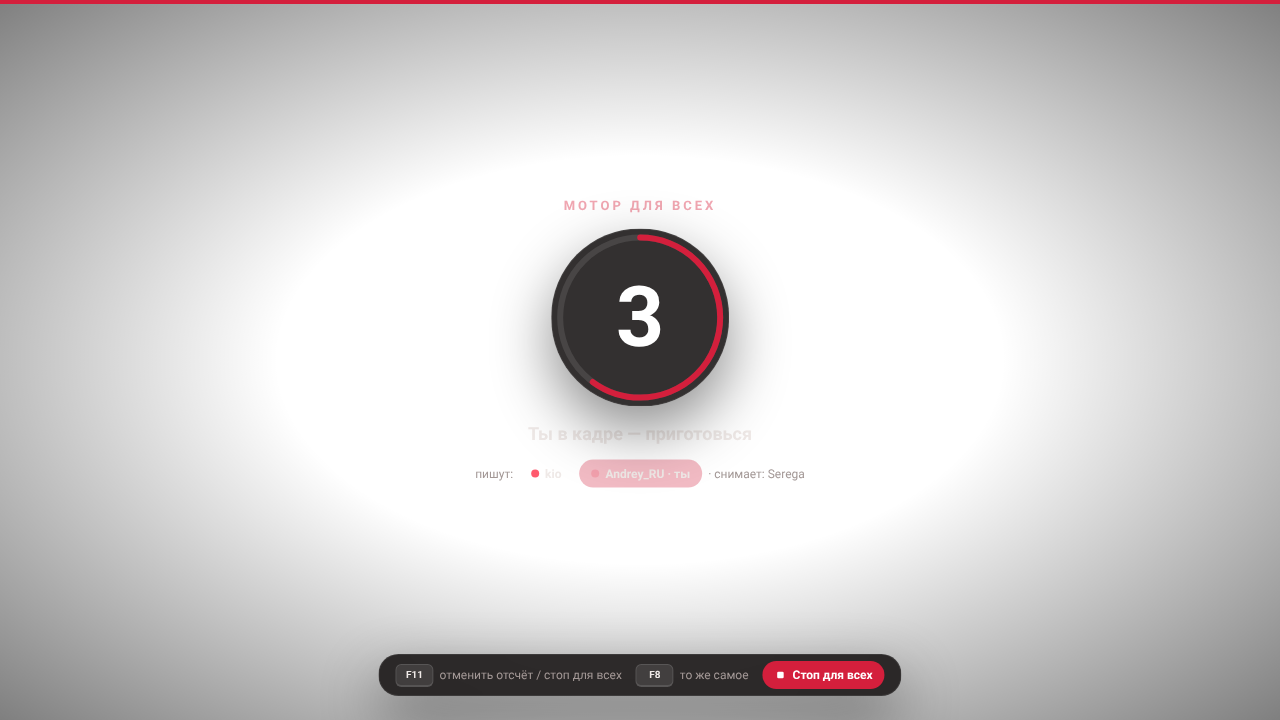 МОТОР ДЛЯ ВСЕХ
3
Ты в кадре — приготовься
пишут: kio Andrey_RU · ты · снимает: Serega
F11 отменить отсчёт / стоп для всех F8 то же самое Стоп для всех